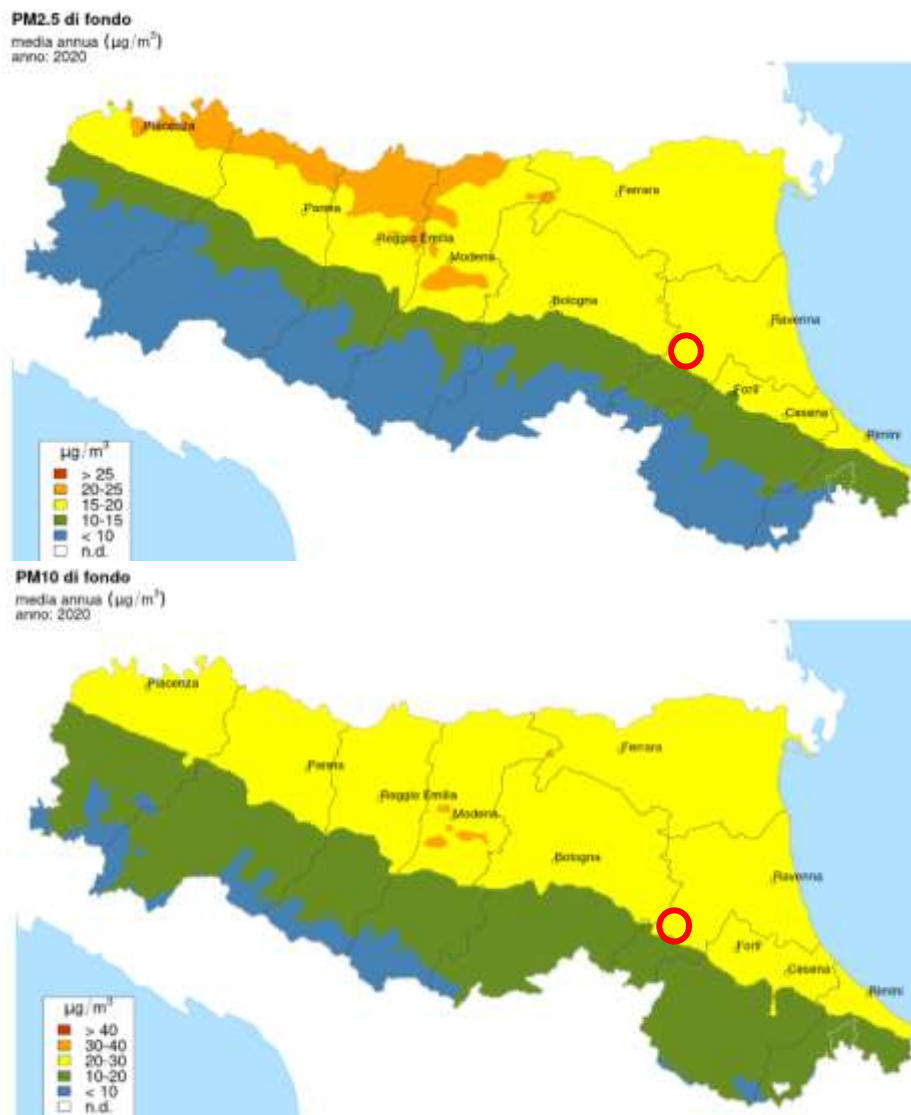 PM2.5 di fondo
media annua (µg/m³)
anno: 2020
Piacenza
Ferrara
Parma
Reggio Emilia
Modena
Bologna
Ravenna
Forlì
Cesena
Rimini
µg/m³
> 25
20-25
15-20
10-15
< 10
n.d.
PM10 di fondo
media annua (µg/m³)
anno: 2020
Piacenza
Ferrara
Parma
Reggio Emilia
Modena
Bologna
Ravenna
Forlì
Cesena
Rimini
µg/m³
> 40
30-40
20-30
10-20
< 10
n.d.